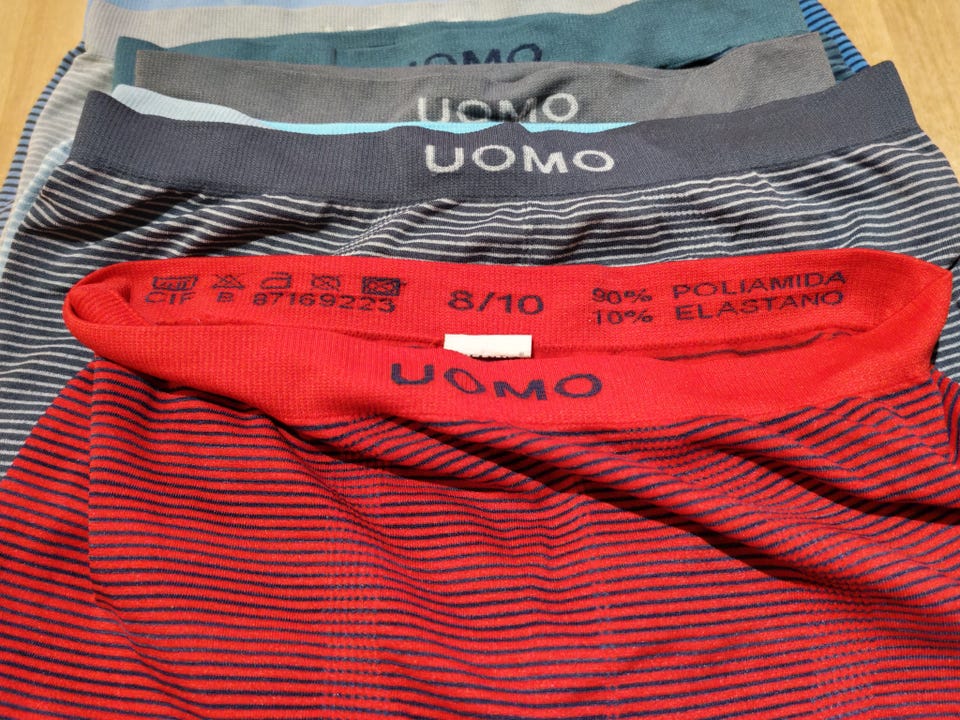 UOMO
UOMO
UOMO
8/10
90% POLIAMIDA
CIF B 87169223
10% ELASTANO
UOMO